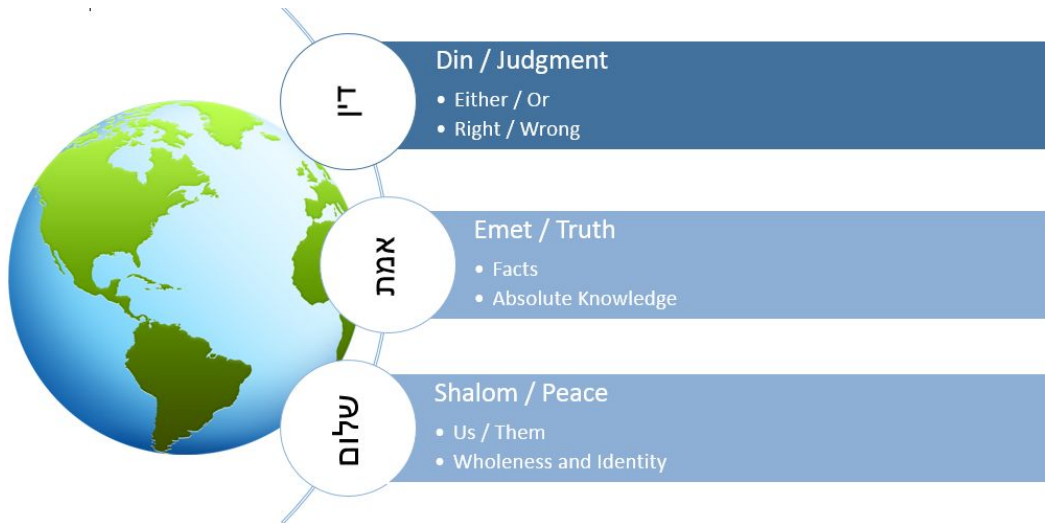 דין
Din / Judgment
• Either / Or
• Right / Wrong
אמת
Emet / Truth
• Facts
• Absolute Knowledge
שלום
Shalom / Peace
• Us / Them
• Wholeness and Identity